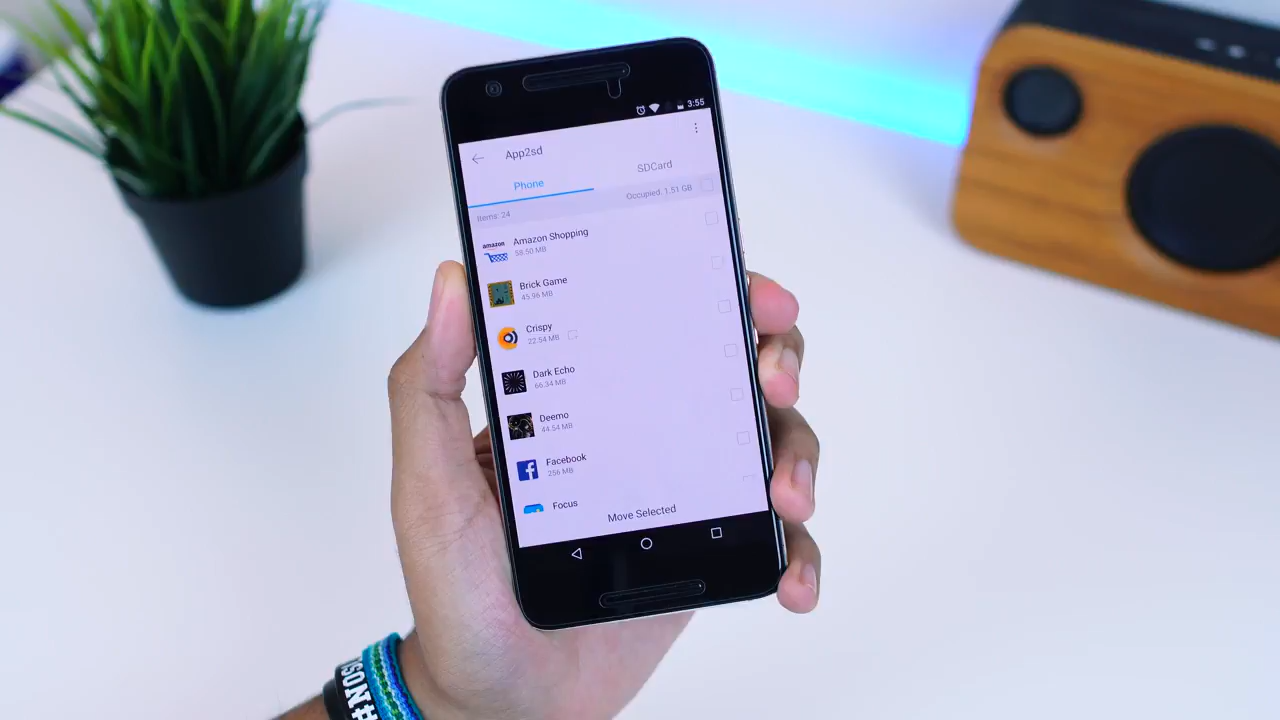 3:55
App2sd
Phone
SDCard
Items: 24
Occupied: 1.51 GB
amazon
Amazon Shopping
58.50 MB
Brick Game
45.96 MB
Crispy
22.54 MB
Dark Echo
66.34 MB
Deemo
44.54 MB
Facebook
256 MB
Focus
Move Selected
SON#